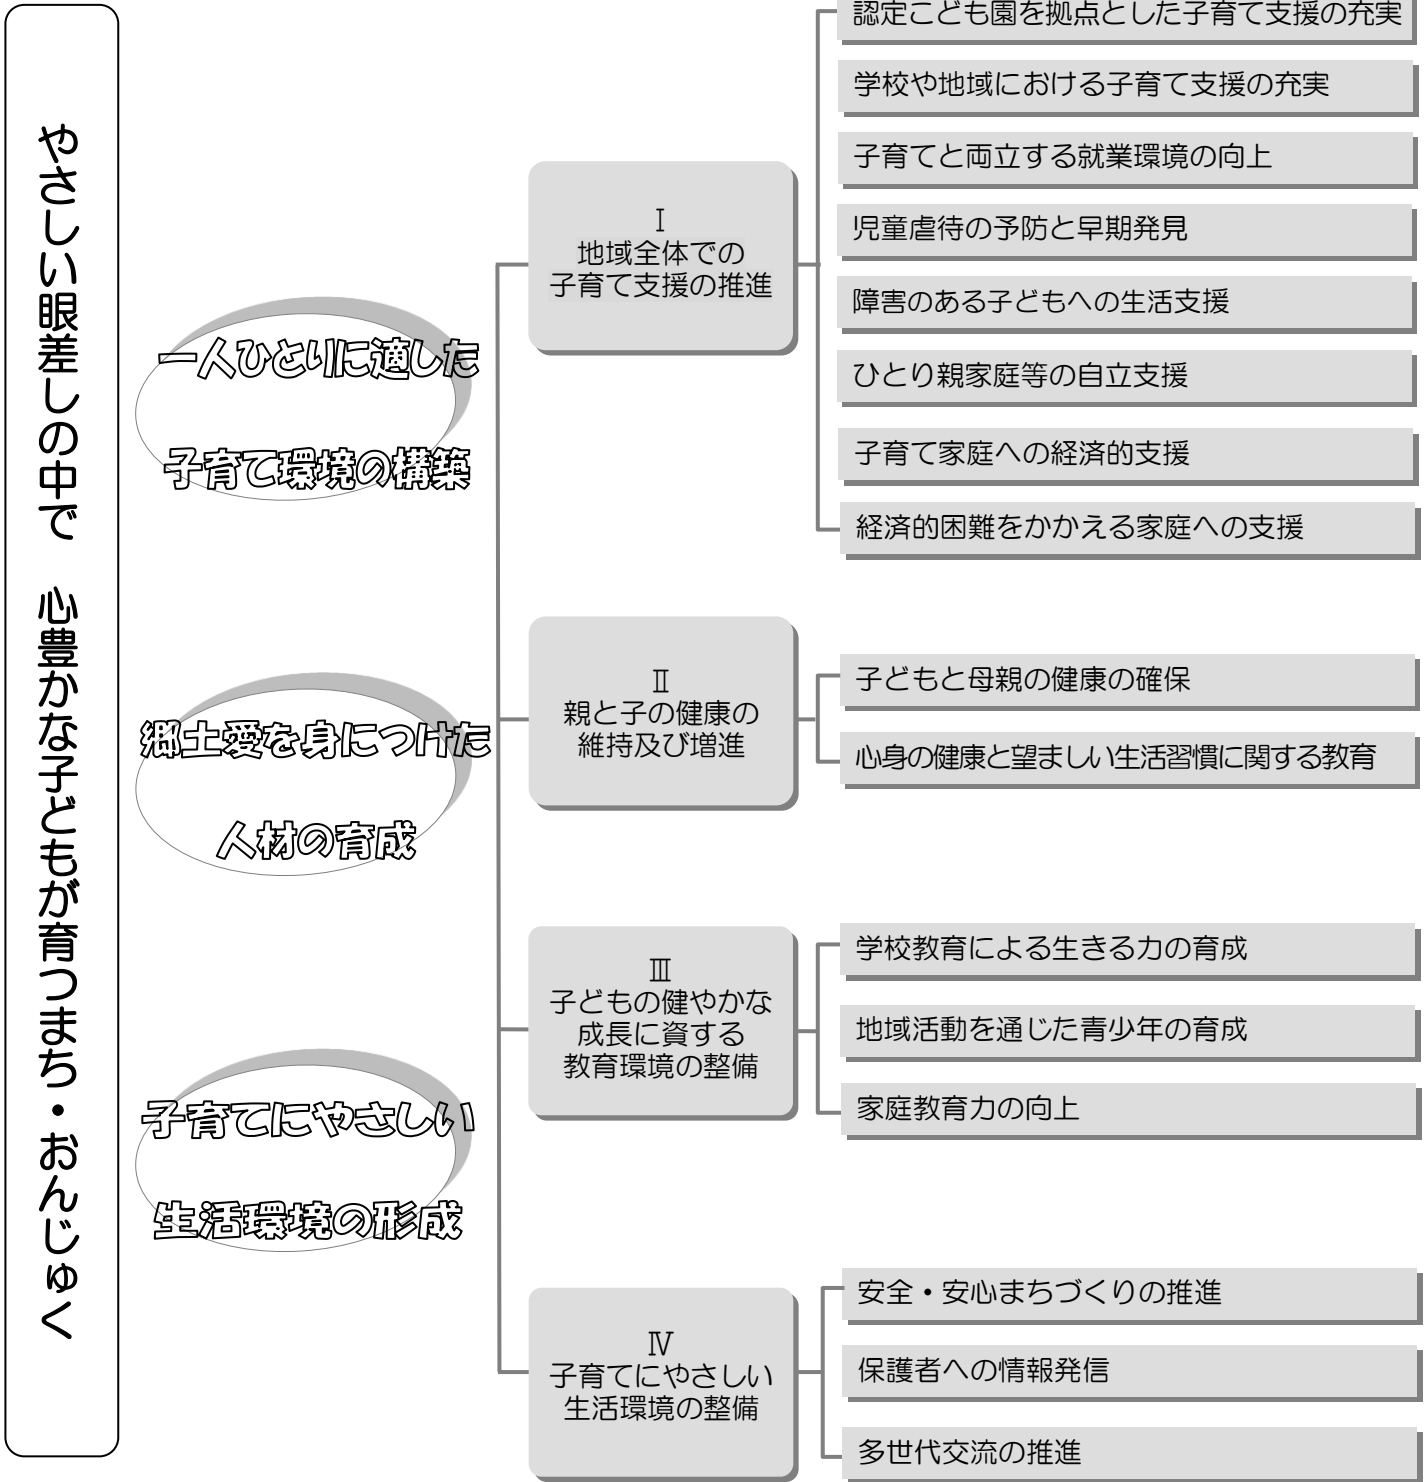 やさしい眼差しの中で　心豊かな子どもが育つまち・おんじゅく
一人ひとりに適した
子育て環境の構築
郷土愛を身につけた
人材の育成
子育てにやさしい
生活環境の形成
Ⅰ
地域全体での
子育て支援の推進
認定こども園を拠点とした子育て支援の充実
学校や地域における子育て支援の充実
子育てと両立する就業環境の向上
児童虐待の予防と早期発見
障害のある子どもへの生活支援
ひとり親家庭等の自立支援
子育て家庭への経済的支援
経済的困難をかかえる家庭への支援
Ⅱ
親と子の健康の
維持及び増進
子どもと母親の健康の確保
心身の健康と望ましい生活習慣に関する教育
Ⅲ
子どもの健やかな
成長に資する
教育環境の整備
学校教育による生きる力の育成
地域活動を通じた青少年の育成
家庭教育力の向上
Ⅳ
子育てにやさしい
生活環境の整備
安全・安心まちづくりの推進
保護者への情報発信
多世代交流の推進